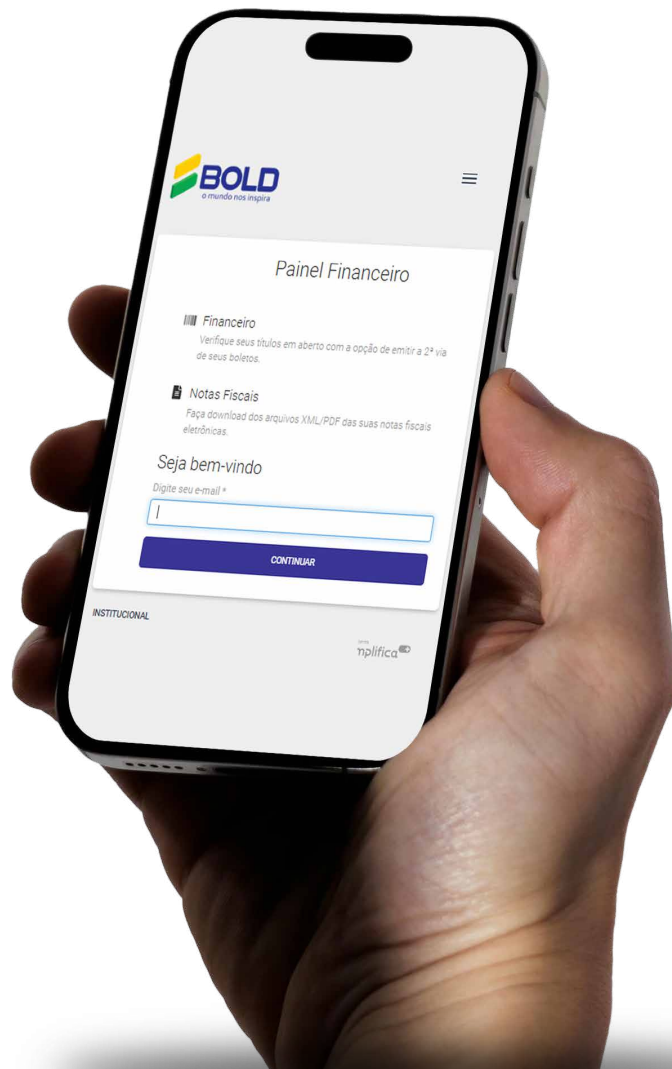 BOLD
o mundo nos inspira
Painel Financeiro
Financeiro
Verifique seus títulos em aberto com a opção de emitir a 2ª via
de seus boletos.
Notas Fiscais
Faça download dos arquivos XML/PDF das suas notas fiscais
eletrônicas.
Seja bem-vindo
Digite seu e-mail *
CONTINUAR
INSTITUCIONAL
nplifica